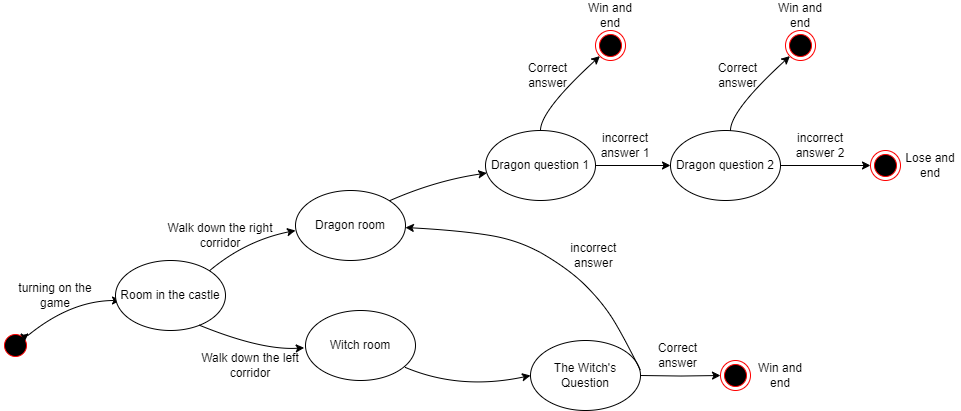 Win and
end
Win and
end
Correct
answer
Correct
answer
Dragon question 1
incorrect
answer 1
Dragon question 2
incorrect
answer 2
Lose and
end
Walk down the right
corridor
Dragon room
incorrect
answer
turning on the
game
Room in the castle
Walk down the left
corridor
Witch room
The Witch's
Question
Correct
answer
Win and
end